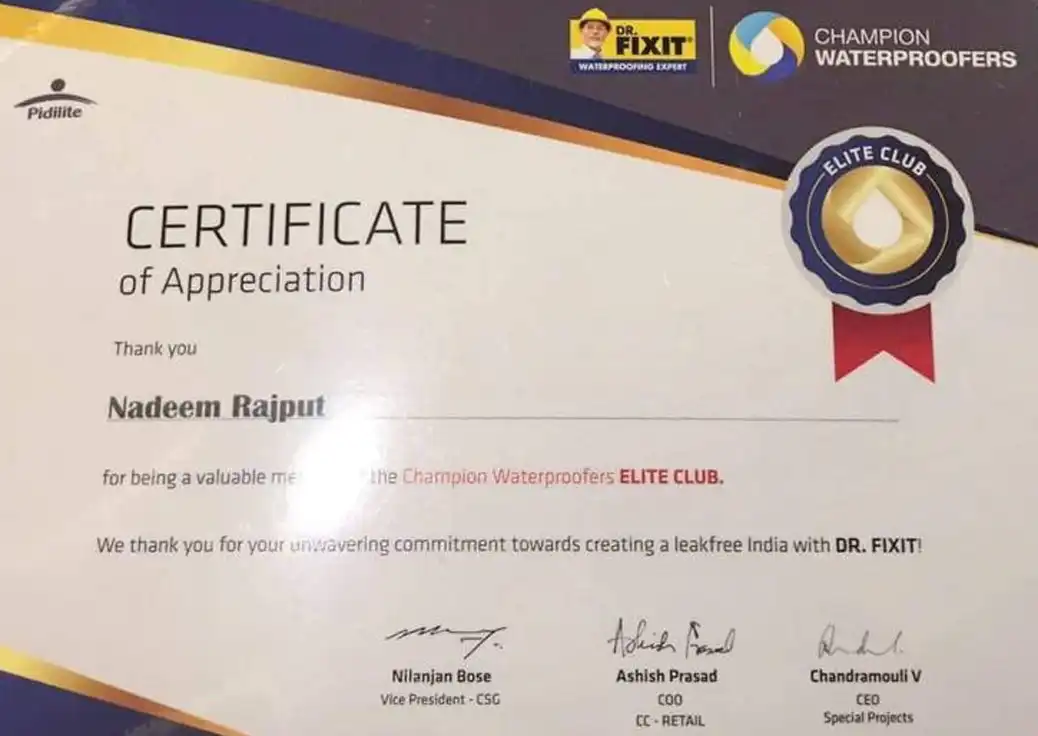 DR.
FIXIT®
WATERPROOFING EXPERT
CHAMPION
WATERPROOFERS
Pidilite
ELITE CLUB
CERTIFICATE
of Appreciation
Thank you
Nadeem Rajput
for being a valuable the Champion Waterproofers ELITE CLUB.
We thank you for your unwavering commitment towards creating a leakfree India with DR. FIXIT!
Ashish Prasad
Nilanjan Bose
Vice President - CSG
Ashish Prasad
COO
CC - RETAIL
Chandramouli V
CEO
Special Projects